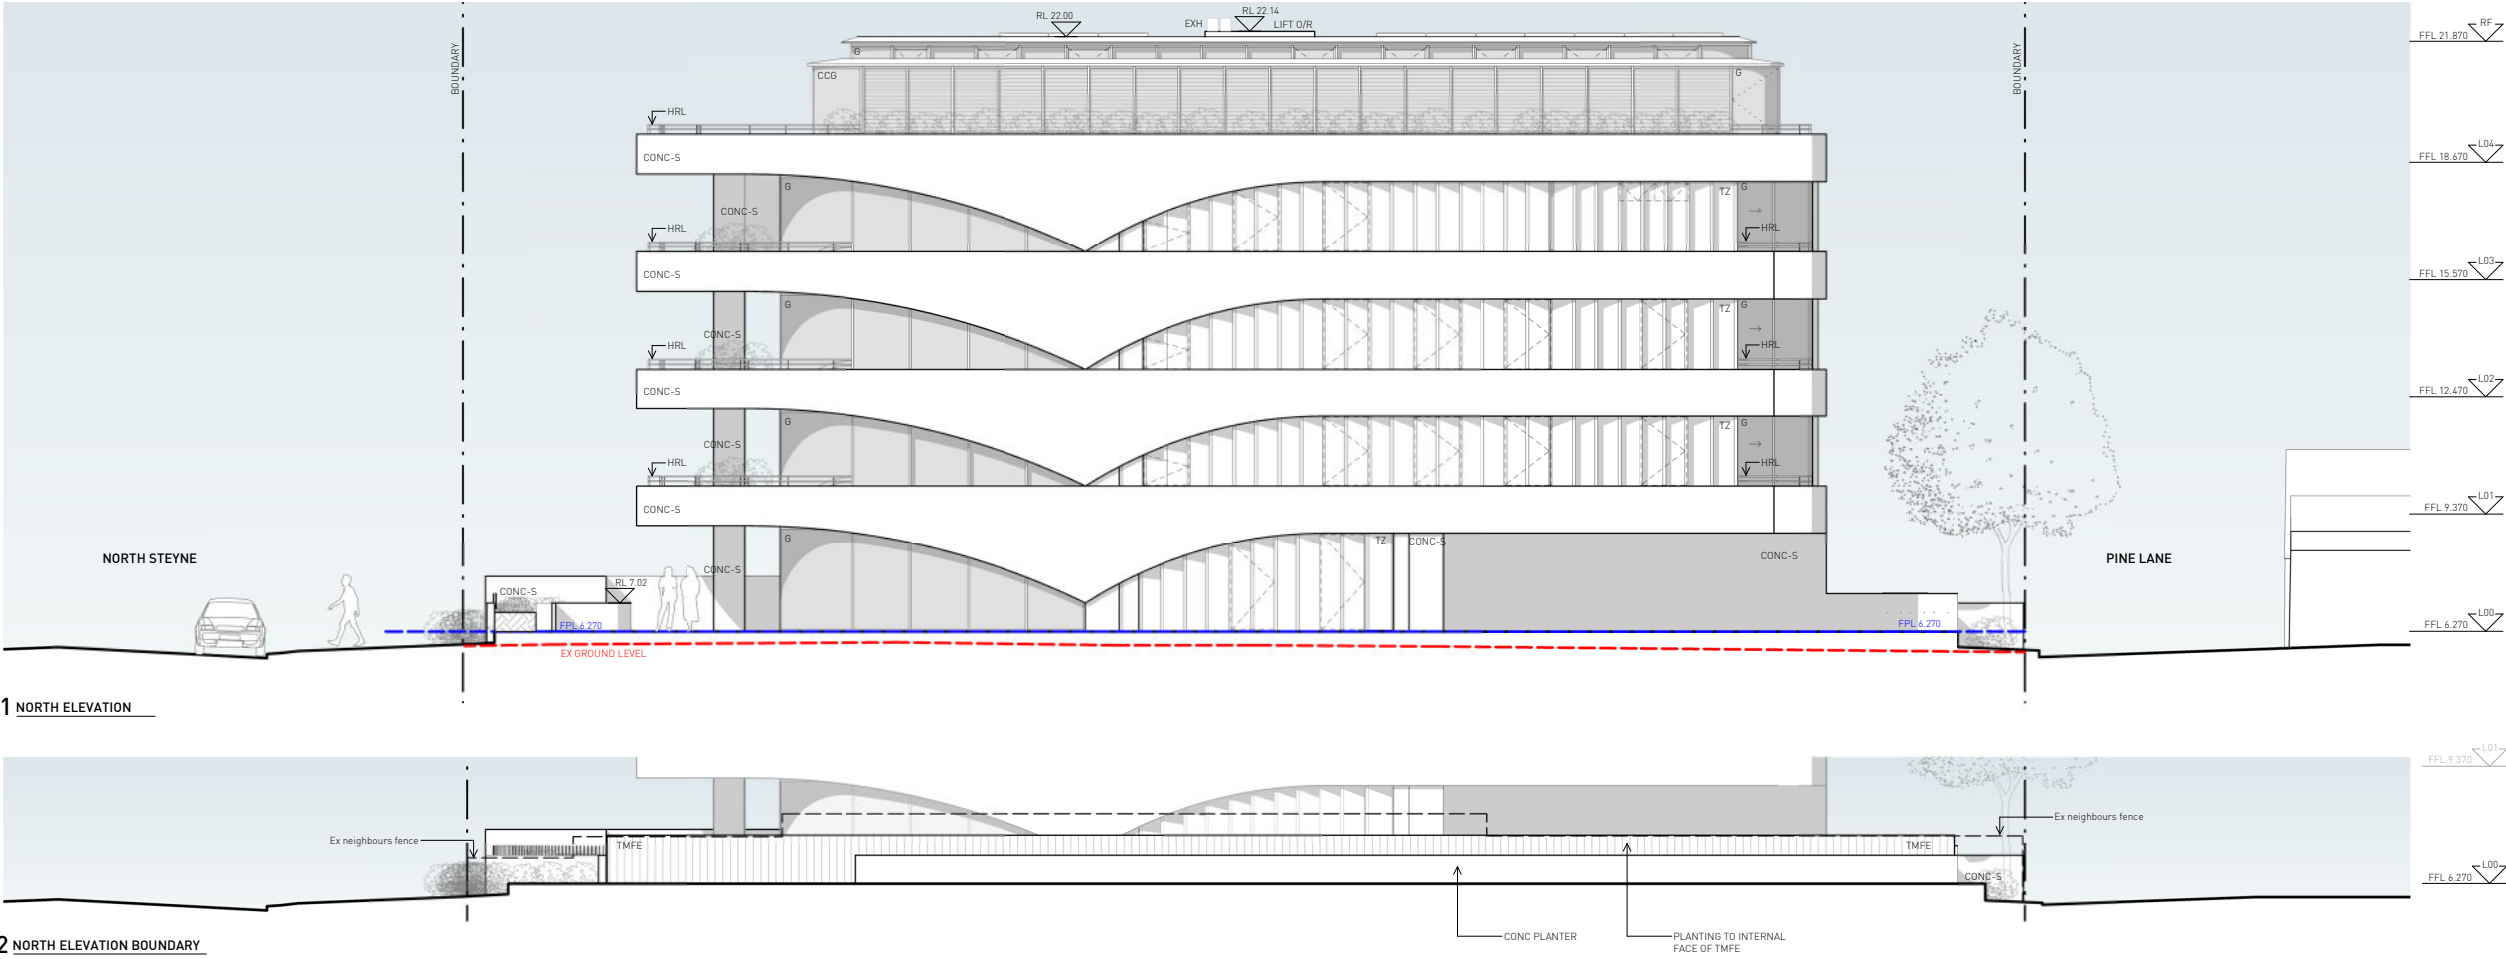 RL 22.00
EXH
RL 22.14
LIFT O/R
RF
FFL 21.870
BOUNDARY
BOUNDARY
G
CCG
G
HRL
L04
FFL 18.670
CONC-S
G
TZ
G
CONC-S
HRL
HRL
L03
FFL 15.570
CONC-S
G
TZ
G
CONC-S
HRL
HRL
L02
FFL 12.470
CONC-S
G
TZ
G
CONC-S
HRL
HRL
L01
FFL 9.370
CONC-S
G
TZ
CONC-S
CONC-S
NORTH STEYNE
PINE LANE
CONC-S
CONC-S
RL 7.02
L00
FFL 6.270
FPL 6.270
FPL 6.270
EX GROUND LEVEL
1 NORTH ELEVATION
L01
FFL 9.370
Ex neighbours fence
Ex neighbours fence
TMFE
TMFE
L00
FFL 6.270
CONC-S
CONC PLANTER
PLANTING TO INTERNAL
FACE OF TMFE
2 NORTH ELEVATION BOUNDARY